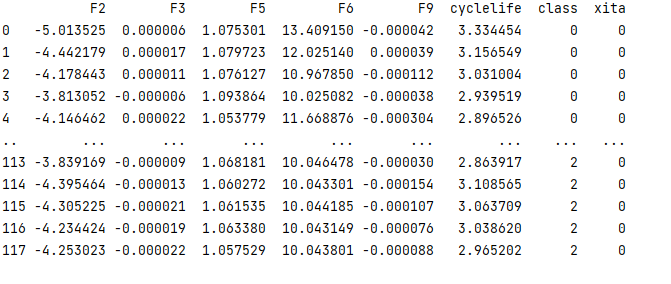 F2 F3 F5 F6 F9 cyclelife class xita
0 -5.013525 0.000006 1.075301 13.409150 -0.000042 3.334454 0 0
1 -4.442179 0.000017 1.079723 12.025140 0.000039 3.156549 0 0
2 -4.178443 0.000011 1.076127 10.967850 -0.000112 3.031004 0 0
3 -3.813052 -0.000006 1.093864 10.025082 -0.000038 2.939519 0 0
4 -4.146462 0.000022 1.053779 11.668876 -0.000304 2.896526 0 0
.. ... ... ... ... ... ... ... ...
113 -3.839169 -0.000009 1.068181 10.046478 -0.000030 2.863917 2 0
114 -4.395464 -0.000013 1.060272 10.043301 -0.000154 3.108565 2 0
115 -4.305225 -0.000021 1.061535 10.044185 -0.000107 3.063709 2 0
116 -4.234424 -0.000019 1.063380 10.043149 -0.000076 3.038620 2 0
117 -4.253023 -0.000022 1.057529 10.043801 -0.000088 2.965202 2 0